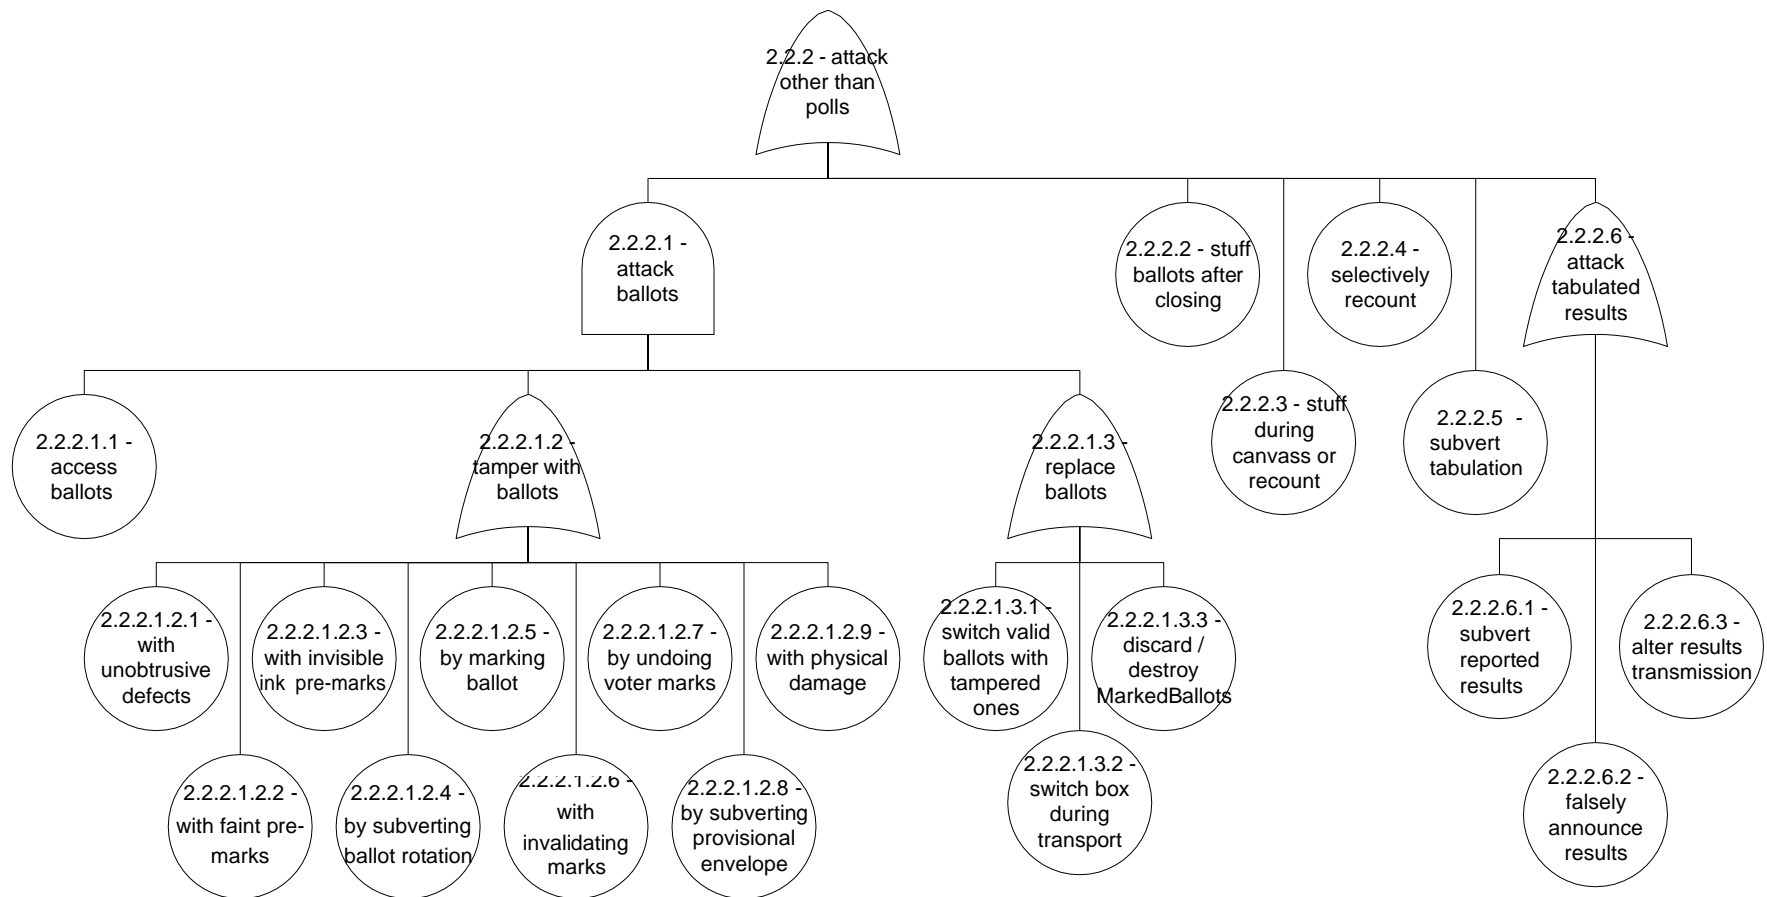 2.2.2 - attack
other than
polls
2.2.2.1 -
attack
ballots
2.2.2.2 - stuff
ballots after
closing
2.2.2.4 -
selectively
recount
2.2.2.6 -
attack
tabulated
results
2.2.2.1.1 -
access
ballots
2.2.2.1.2 -
tamper with
ballots
2.2.2.1.3 -
replace
ballots
2.2.2.3 - stuff
during
canvass or
recount
2.2.2.5 -
subvert
tabulation
2.2.2.1.2.1 -
with
unobtrusive
defects
2.2.2.1.2.3 -
with invisible
ink pre-marks
2.2.2.1.2.5 -
by marking
ballot
2.2.2.1.2.7 -
by undoing
voter marks
2.2.2.1.2.9 -
with physical
damage
2.2.2.1.3.1 -
switch valid
ballots with
tampered
ones
2.2.2.1.3.3 -
discard /
destroy
MarkedBallots
2.2.2.6.1 -
subvert
reported
results
2.2.2.6.3 -
alter results
transmission
2.2.2.1.2.2 -
with faint pre-
marks
2.2.2.1.2.4 -
by subverting
ballot rotation
2.2.2.1.2.6 -
with
invalidating
marks
2.2.2.1.2.8 -
by subverting
provisional
envelope
2.2.2.1.3.2 -
switch box
during
transport
2.2.2.6.2 -
falsely
announce
results